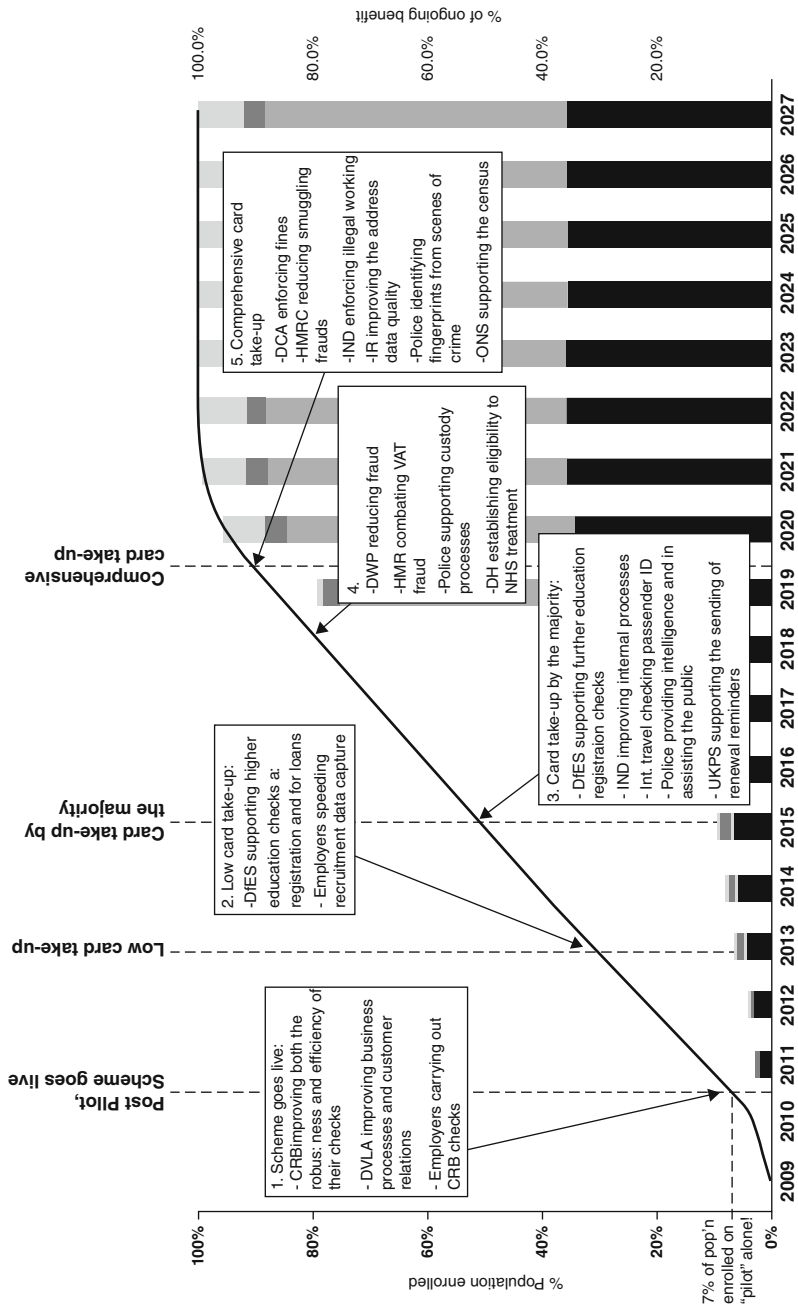 Post Pilot,
Scheme goes live
Low card take-up
Card take-up by
the majority
Comprehensive
card take-up
% Population enrolled
100%
80%
60%
40%
20%
0%
7% of pop'n
enrolled on
"pilot" alone!
1. Scheme goes live:
- CRBimproving both the
robus: ness and efficiency of
their checks
- DVLA improving business
processes and customer
relations
- Employers carrying out
CRB checks
2. Low card take-up:
-DfES supporting higher
education checks a:
registration and for loans
- Employers speeding
recruitment data capture
3. Card take-up by the majority:
- DfES supporting further education
registraion checks
- IND improving internal processes
- Int. travel checking passender ID
- Police providing intelligence and in
assisting the public
- UKPS supporting the sending of
renewal reminders
4.
-DWP reducing fraud
-HMR combating VAT
fraud
-Police supporting custody
processes
-DH establishing eligibility to
NHS treatment
5. Comprehensive card
take-up
-DCA enforcing fines
-HMRC reducing smuggling
frauds
-IND enforcing illegal working
-IR improving the address
data quality
-Police identifying
fingerprints from scenes of
crime
-ONS supporting the census
% of ongoing benefit
100.0%
80.0%
60.0%
40.0%
20.0%
2009 2010 2011 2012 2013 2014 2015 2016 2017 2018 2019 2020 2021 2022 2023 2024 2025 2026 2027